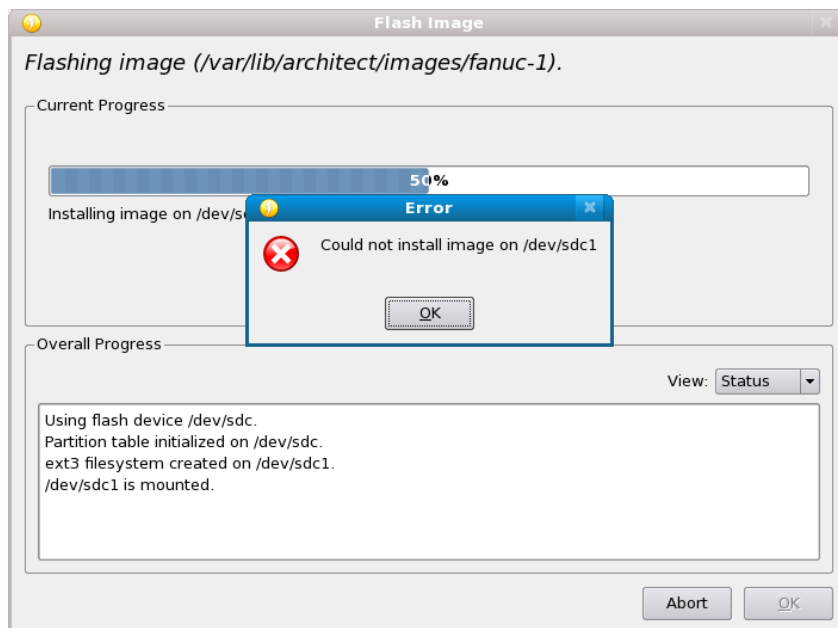 Flash Image
Flashing image (/var/lib/architect/images/fanuc-1).
Current Progress
50%
Installing image on
Error
Could not install image on /dev/sdc1
OK
Overall Progress
View: Status
Using flash device /dev/sdc.
Partition table initialized on /dev/sdc.
ext3 filesystem created on /dev/sdc1.
/dev/sdc1 is mounted.
Abort OK